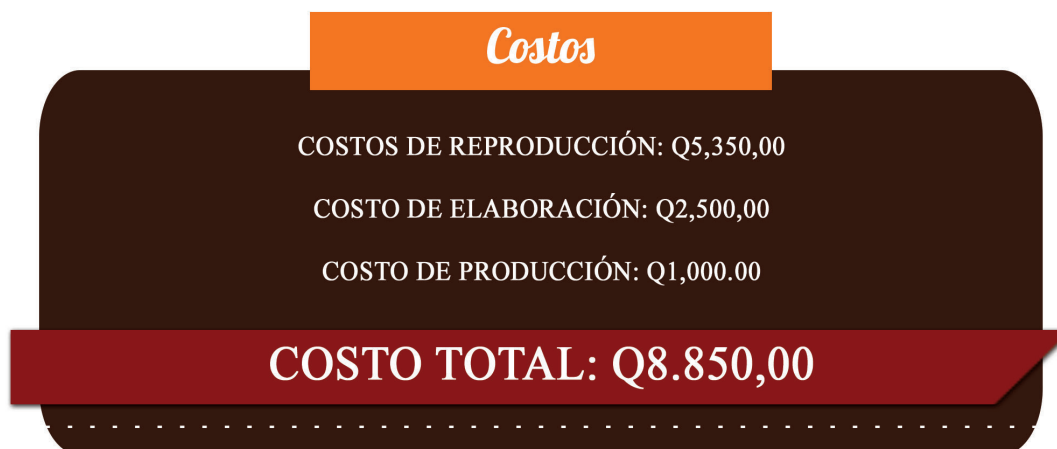 Costos
COSTOS DE REPRODUCCIÓN: Q5,350,00
COSTO DE ELABORACIÓN: Q2,500,00
COSTO DE PRODUCCIÓN: Q1,000.00
COSTO TOTAL: Q8.850,00